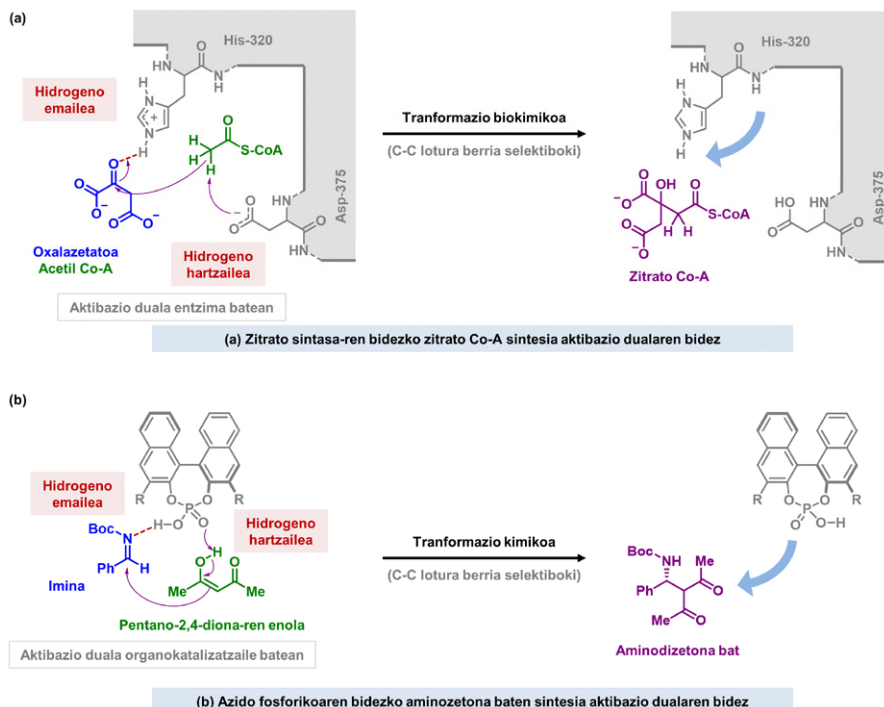 (a)
His-320
His-320
Hidrogeno
emailea
Tranformazio biokimikoa
(C-C lotura berria selektiboki)
S-CoA
Asp-375
Asp-375
Oxalazetatoa
Acetil Co-A
Hidrogeno
hartzailea
S-CoA
Zitrato Co-A
Aktibazio duala entzima batean
(a) Zitrato sintasa-ren bidezko zitrato Co-A sintesia aktibazio dualaren bidez
(b)
Hidrogeno
emailea
Hidrogeno
hartzailea
Tranformazio kimikoa
(C-C lotura berria selektiboki)
Boc
Imina
Ph
Me
Me
Boc
NH
Me
Ph
Me
Pentano-2,4-diona-ren enola
Aminodizetona bat
Aktibazio duala organokatalizatzaile batean
(b) Azido fosforikoaren bidezko aminozetona baten sintesia aktibazio dualaren bidez